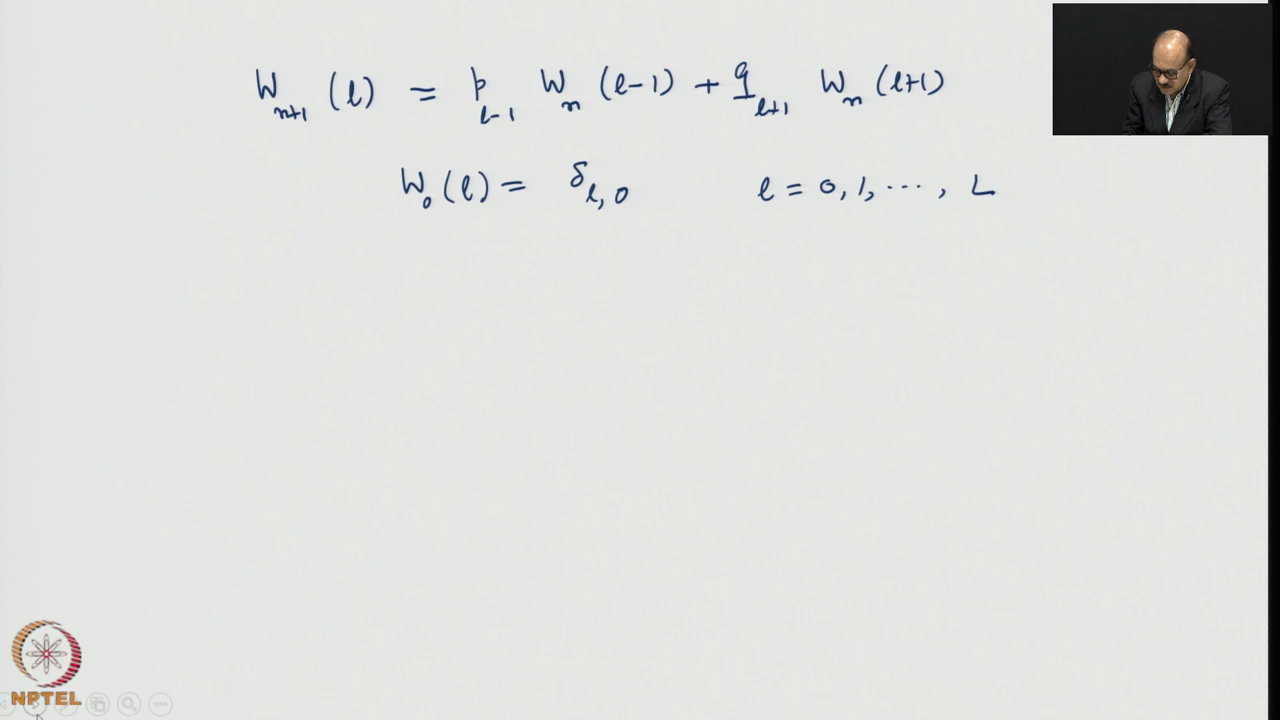 W_{n+1} (l) = p_{l-1} W_n (l-1) + q_{l+1} W_n (l+1)
W_0 (l) = δ_{l,0} l = 0, 1, ..., L
NPTEL